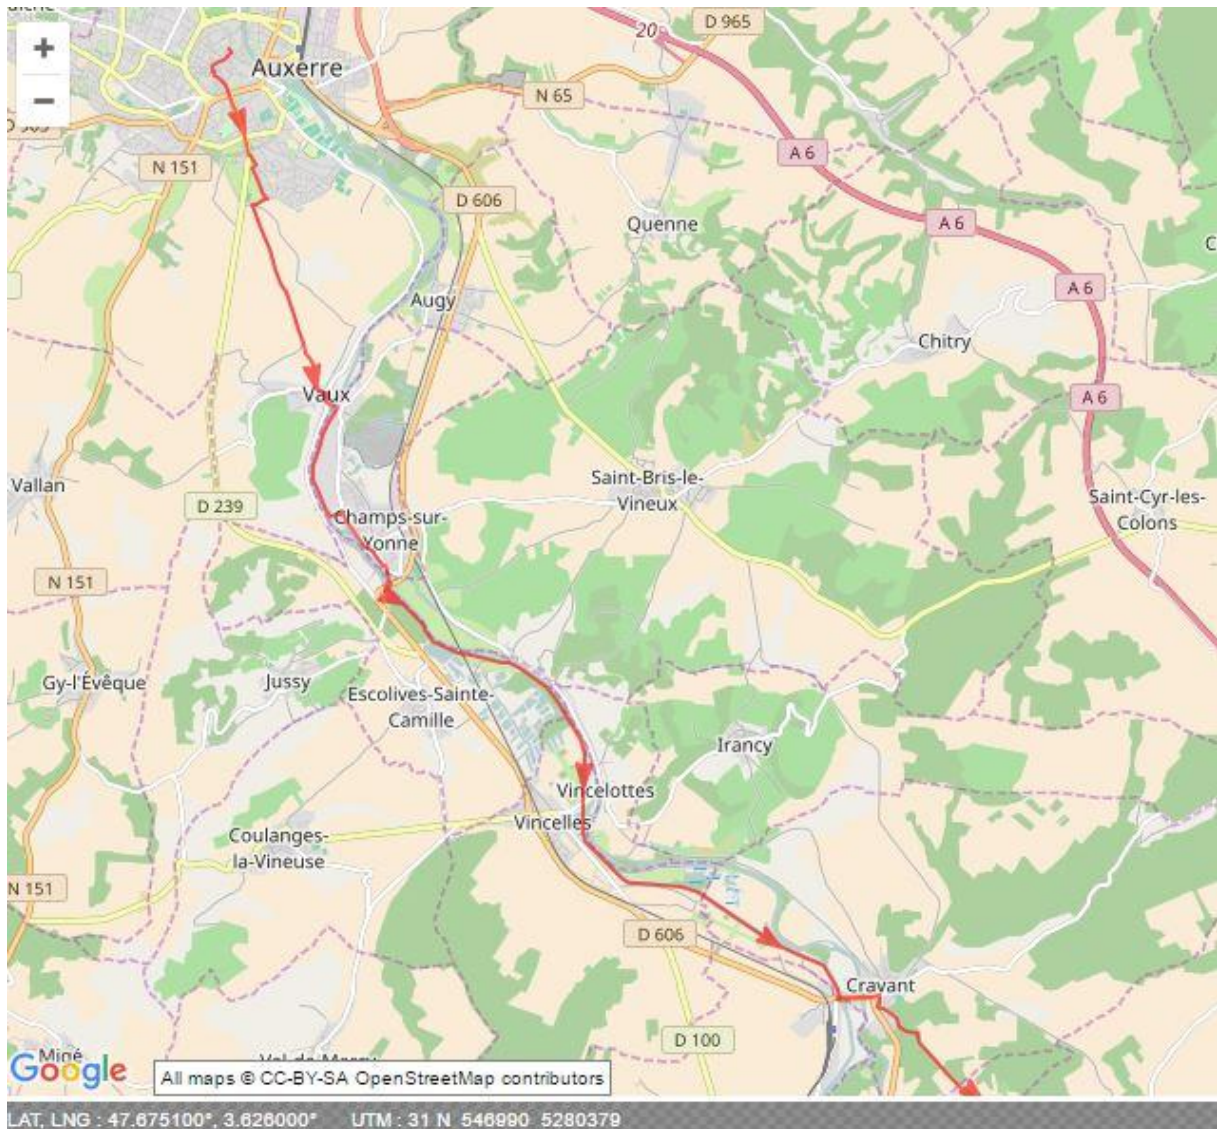 +
D 965
20
Auxerre
−
N 65
A 6
N 151
D 606
Quenne
A 6
A 6
Augy
Chitry
Vaux
A 6
Vallan
Saint-Bris-le-
Vineux
D 239
Saint-Cyr-les-
Colons
Champs-sur-
Yonne
N 151
Gy-l'Évêque
Jussy
Escolives-Sainte-
Camille
Irancy
Vincelottes
Vincelles
Coulanges-
la-Vineuse
N 151
D 606
Cravant
D 100
Migé
Google
All maps © CC-BY-SA OpenStreetMap contributors
LAT, LNG : 47.675100°, 3.626000° UTM : 31 N 546990 5280379